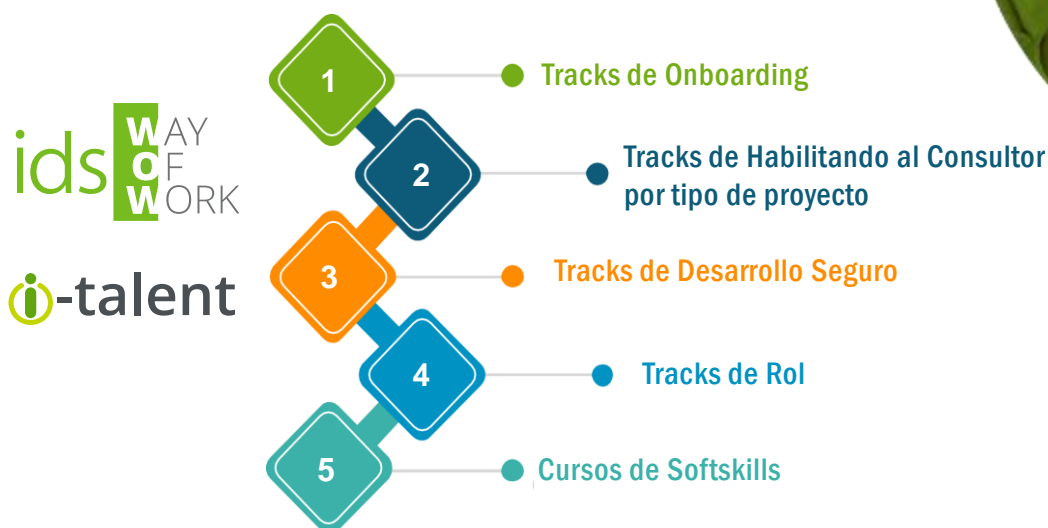 ids WAY
OF
WORK
i-talent
1
Tracks de Onboarding
2
Tracks de Habilitando al Consultor
por tipo de proyecto
3
Tracks de Desarrollo Seguro
4
Tracks de Rol
5
Cursos de Softskills